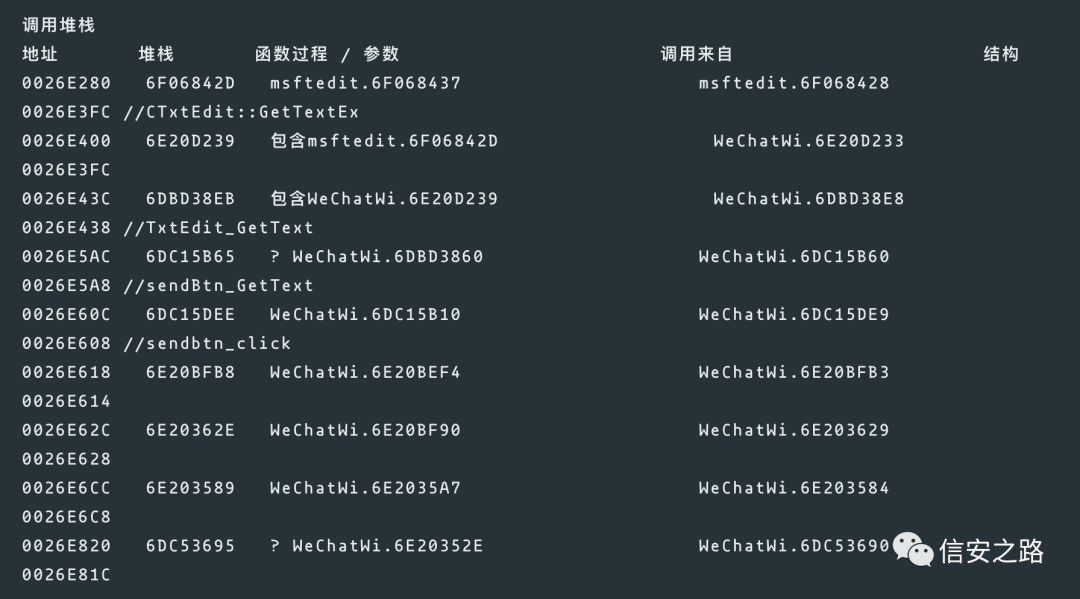 调用堆栈
地址 堆栈 函数过程 / 参数 调用来自 结构
0026E280 6F06842D msftedit.6F068437 msftedit.6F068428
0026E3FC //CTxtEdit::GetTextEx
0026E400 6E20D239 包含msftedit.6F06842D WeChatWi.6E20D233
0026E3FC
0026E43C 6DBD38EB 包含WeChatWi.6E20D239 WeChatWi.6DBD38E8
0026E438 //TxtEdit_GetText
0026E5AC 6DC15B65 ? WeChatWi.6DBD3860 WeChatWi.6DC15B60
0026E5A8 //sendBtn_GetText
0026E60C 6DC15DEE WeChatWi.6DC15B10 WeChatWi.6DC15DE9
0026E608 //sendbtn_click
0026E618 6E20BFB8 WeChatWi.6E20BEF4 WeChatWi.6E20BFB3
0026E614
0026E62C 6E20362E WeChatWi.6E20BF90 WeChatWi.6E203629
0026E628
0026E6CC 6E203589 WeChatWi.6E2035A7 WeChatWi.6E203584
0026E6C8
0026E820 6DC53695 ? WeChatWi.6E20352E WeChatWi.6DC53690
0026E81C
信安之路